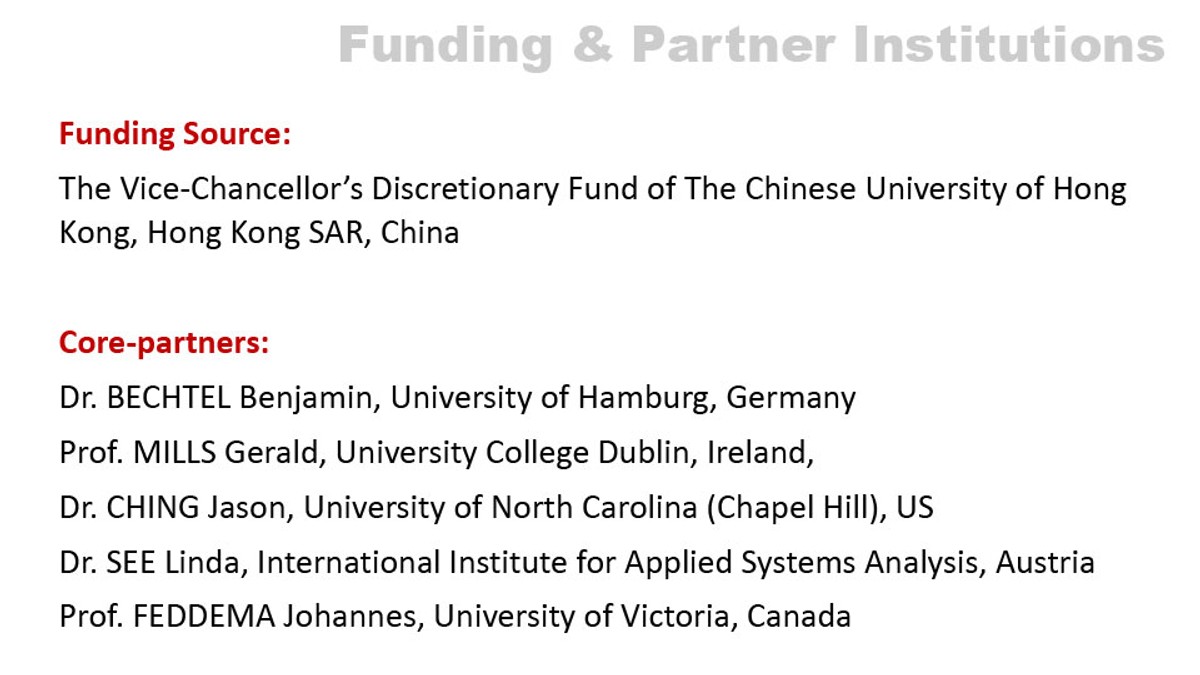 Funding & Partner Institutions
Funding Source:
The Vice-Chancellor’s Discretionary Fund of The Chinese University of Hong
Kong, Hong Kong SAR, China
Core-partners:
Dr. BECHTEL Benjamin, University of Hamburg, Germany
Prof. MILLS Gerald, University College Dublin, Ireland,
Dr. CHING Jason, University of North Carolina (Chapel Hill), US
Dr. SEE Linda, International Institute for Applied Systems Analysis, Austria
Prof. FEDDEMA Johannes, University of Victoria, Canada